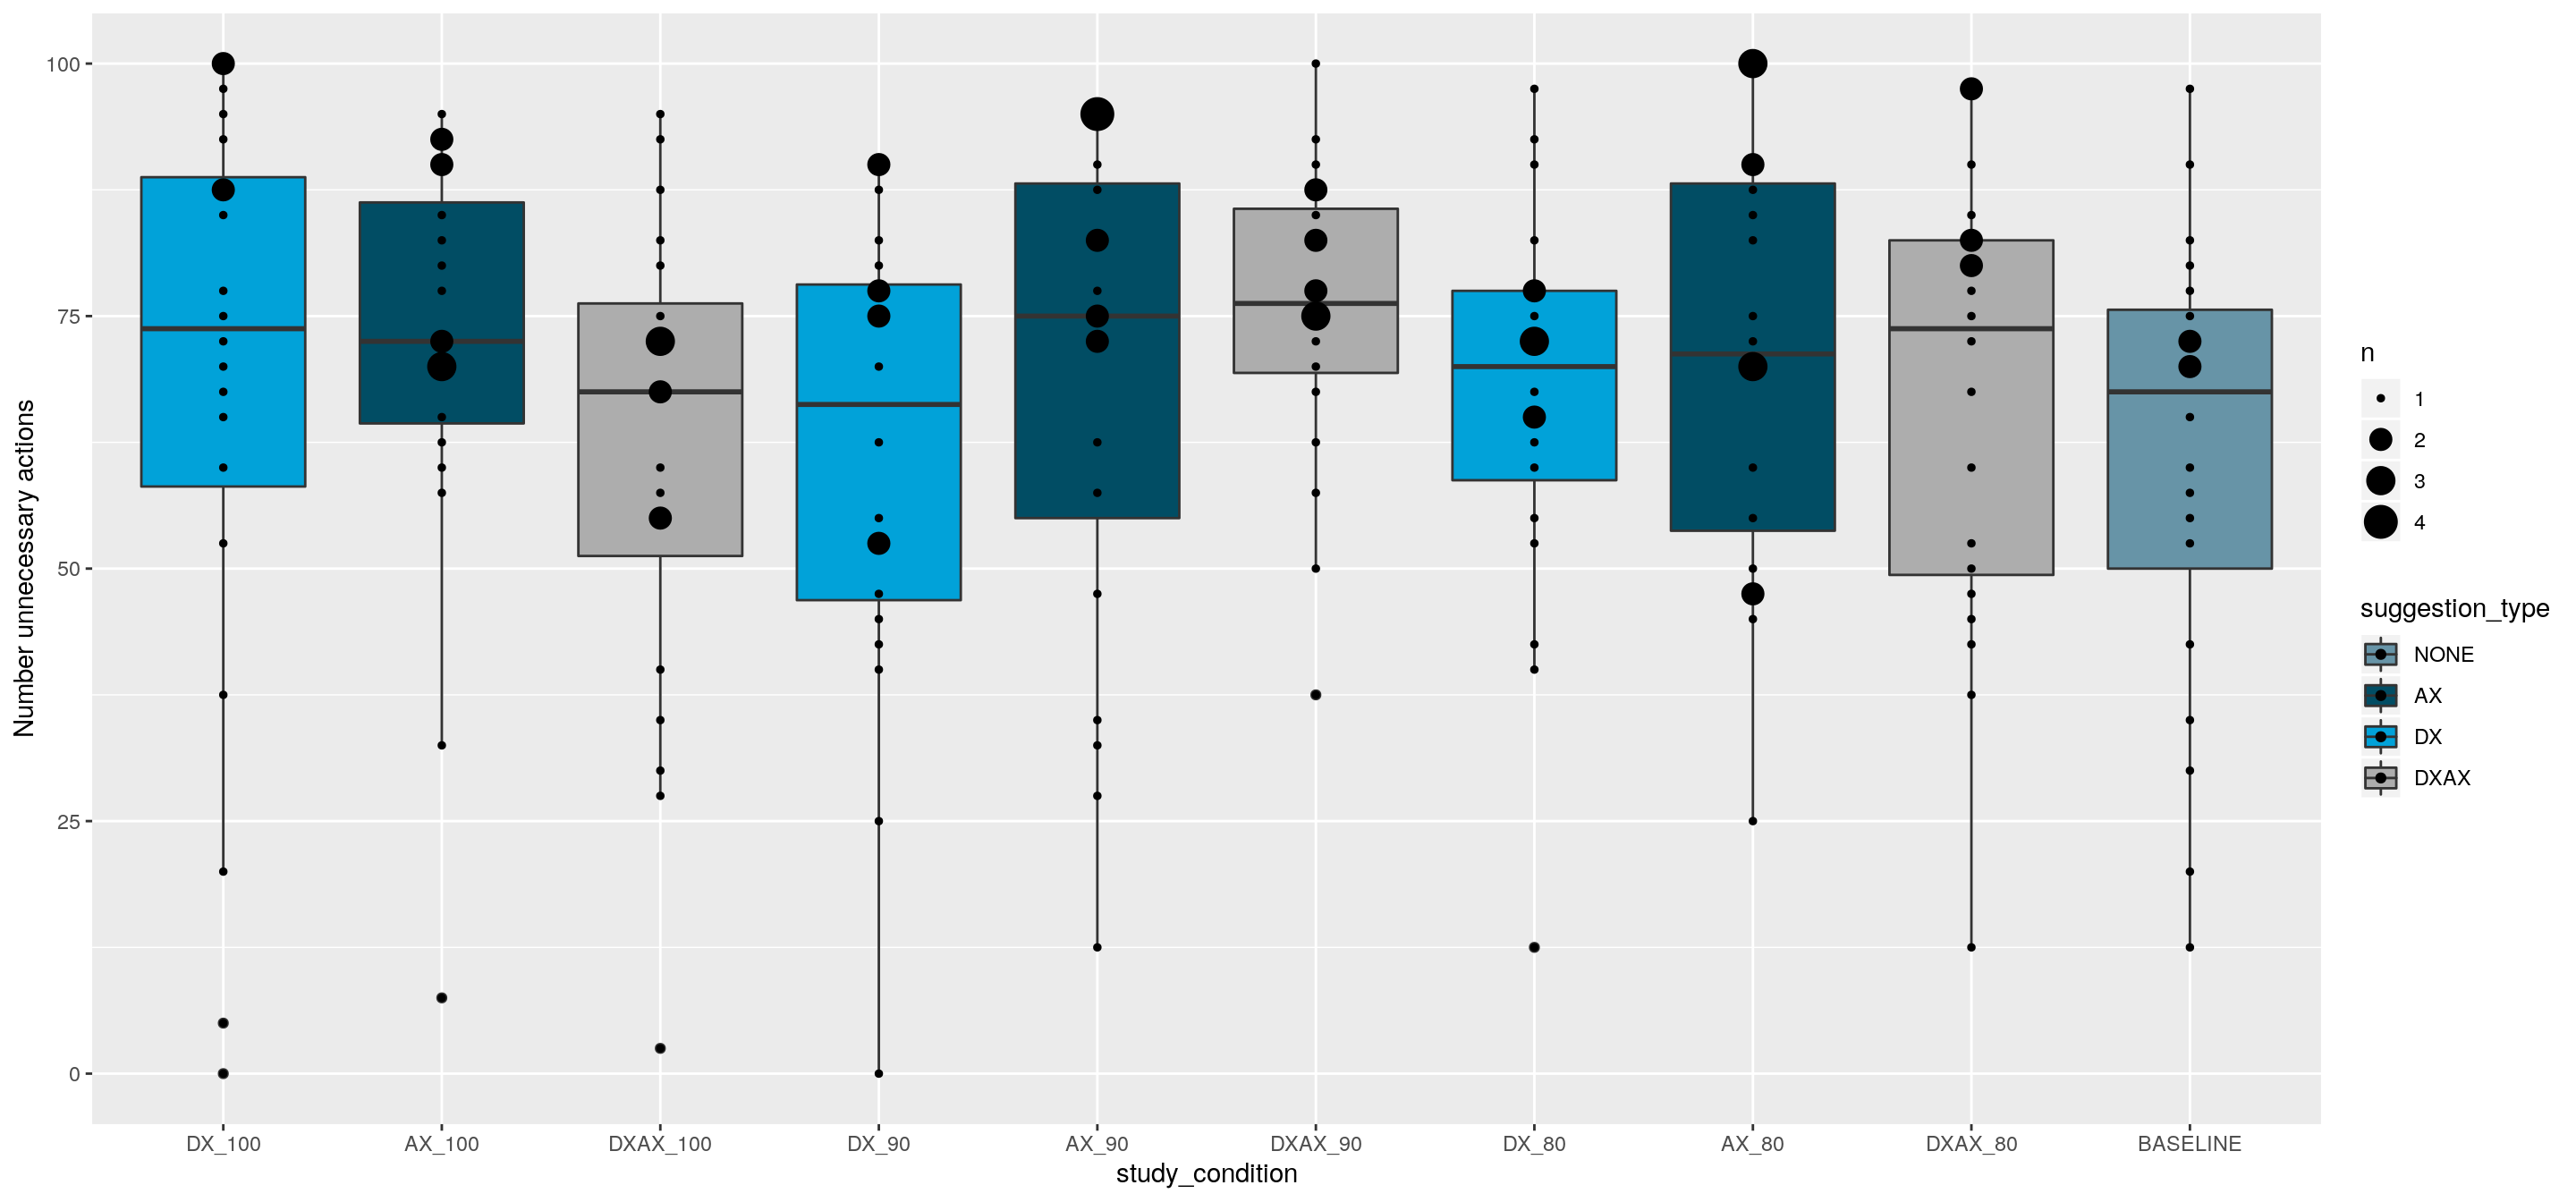 Number unnecessary actions
100
75
50
25
0
DX_100 AX_100 DXAX_100 DX_90 AX_90 DXAX_90 DX_80 AX_80 DXAX_80 BASELINE
study_condition
n
1
2
3
4
suggestion_type
NONE
AX
DX
DXAX